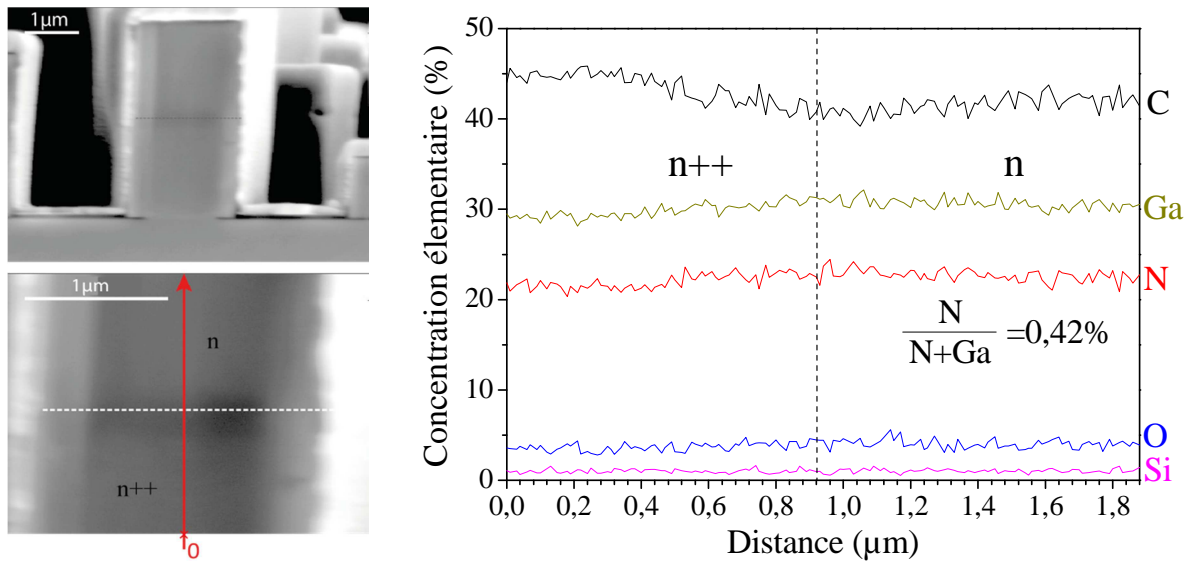 1μm
1μm
n
n++
0
Concentration élementaire (%)
50
40
30
20
10
0
n++
n
N
N+Ga
=0,42%
C
Ga
N
O
Si
0,0 0,2 0,4 0,6 0,8 1,0 1,2 1,4 1,6 1,8
Distance (μm)